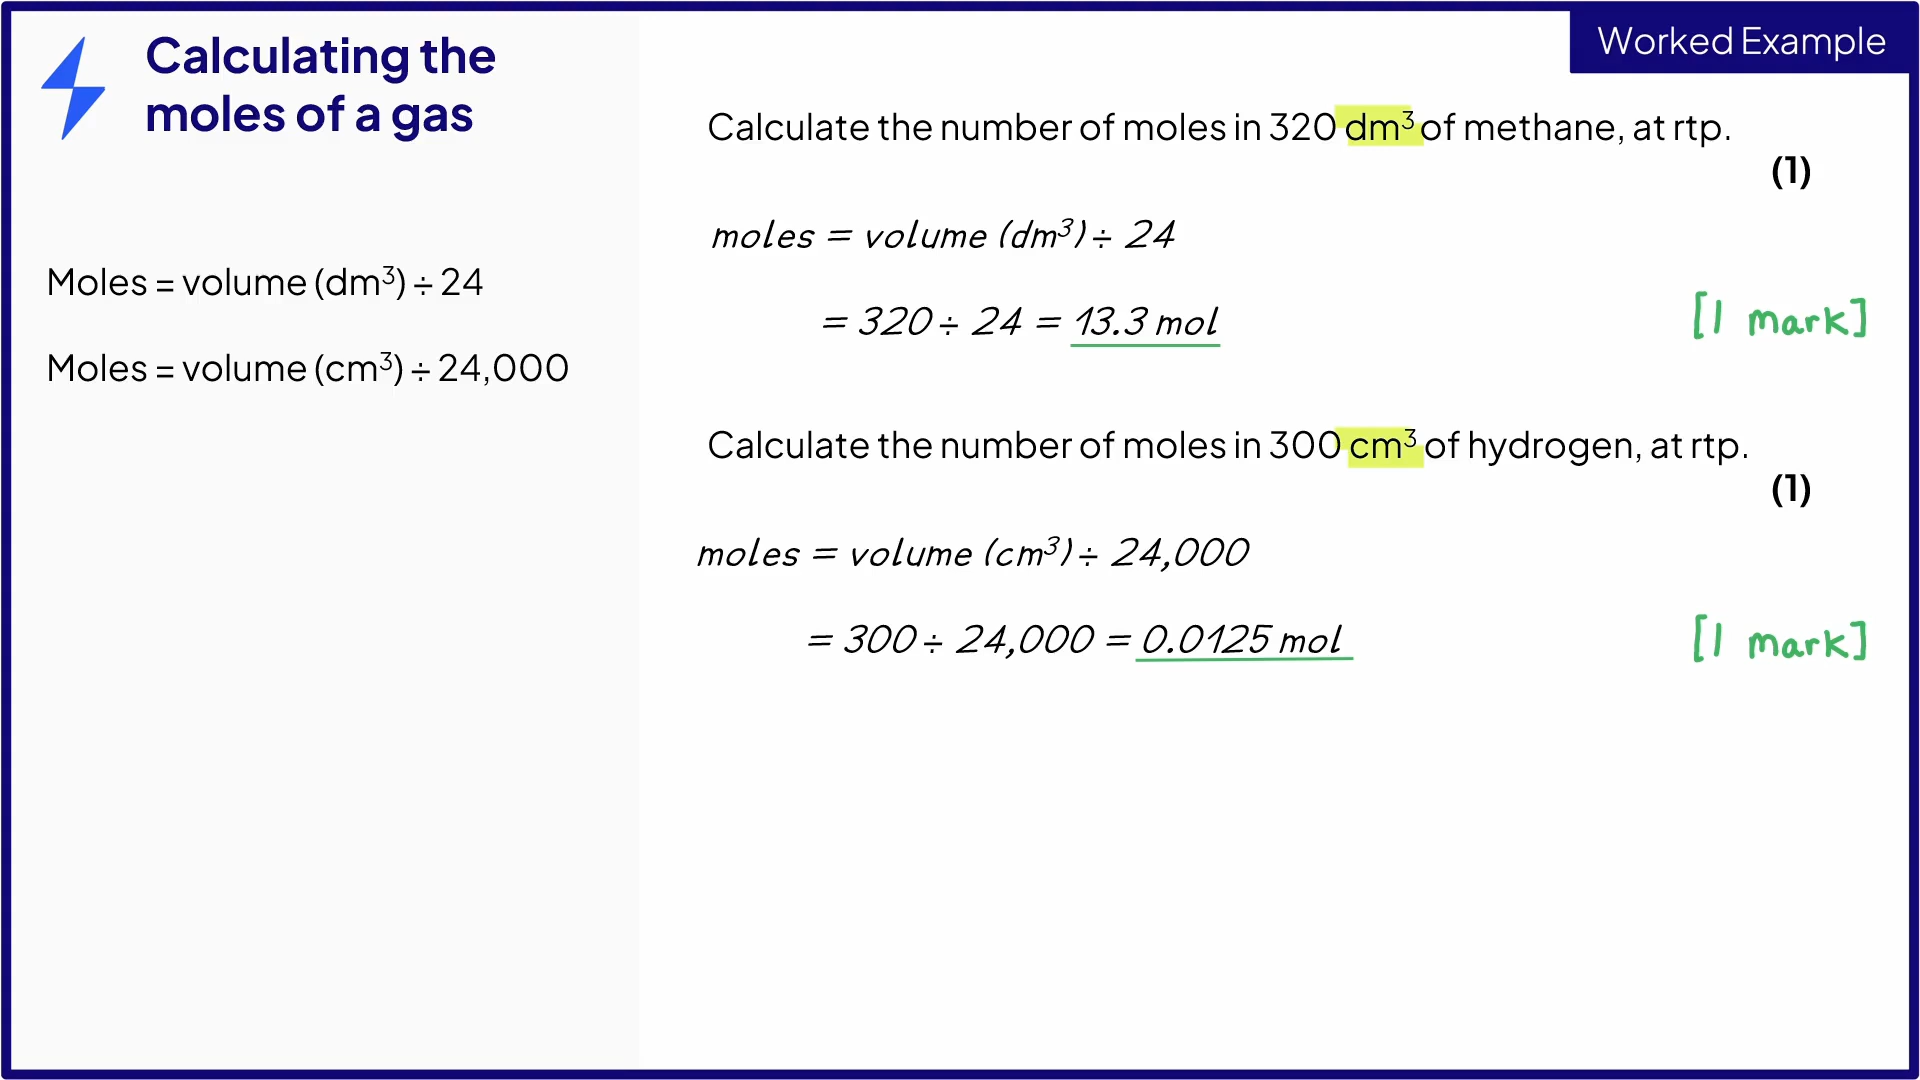 Calculating the
moles of a gas
Moles = volume (dm³) ÷ 24
Moles = volume (cm³) ÷ 24,000
Worked Example
Calculate the number of moles in 320 dm³ of methane, at rtp.
(1)
moles = volume (dm³) ÷ 24
= 320 ÷ 24 = 13.3 mol
[1 mark]
Calculate the number of moles in 300 cm³ of hydrogen, at rtp.
(1)
moles = volume (cm³) ÷ 24,000
= 300 ÷ 24,000 = 0.0125 mol
[1 mark]